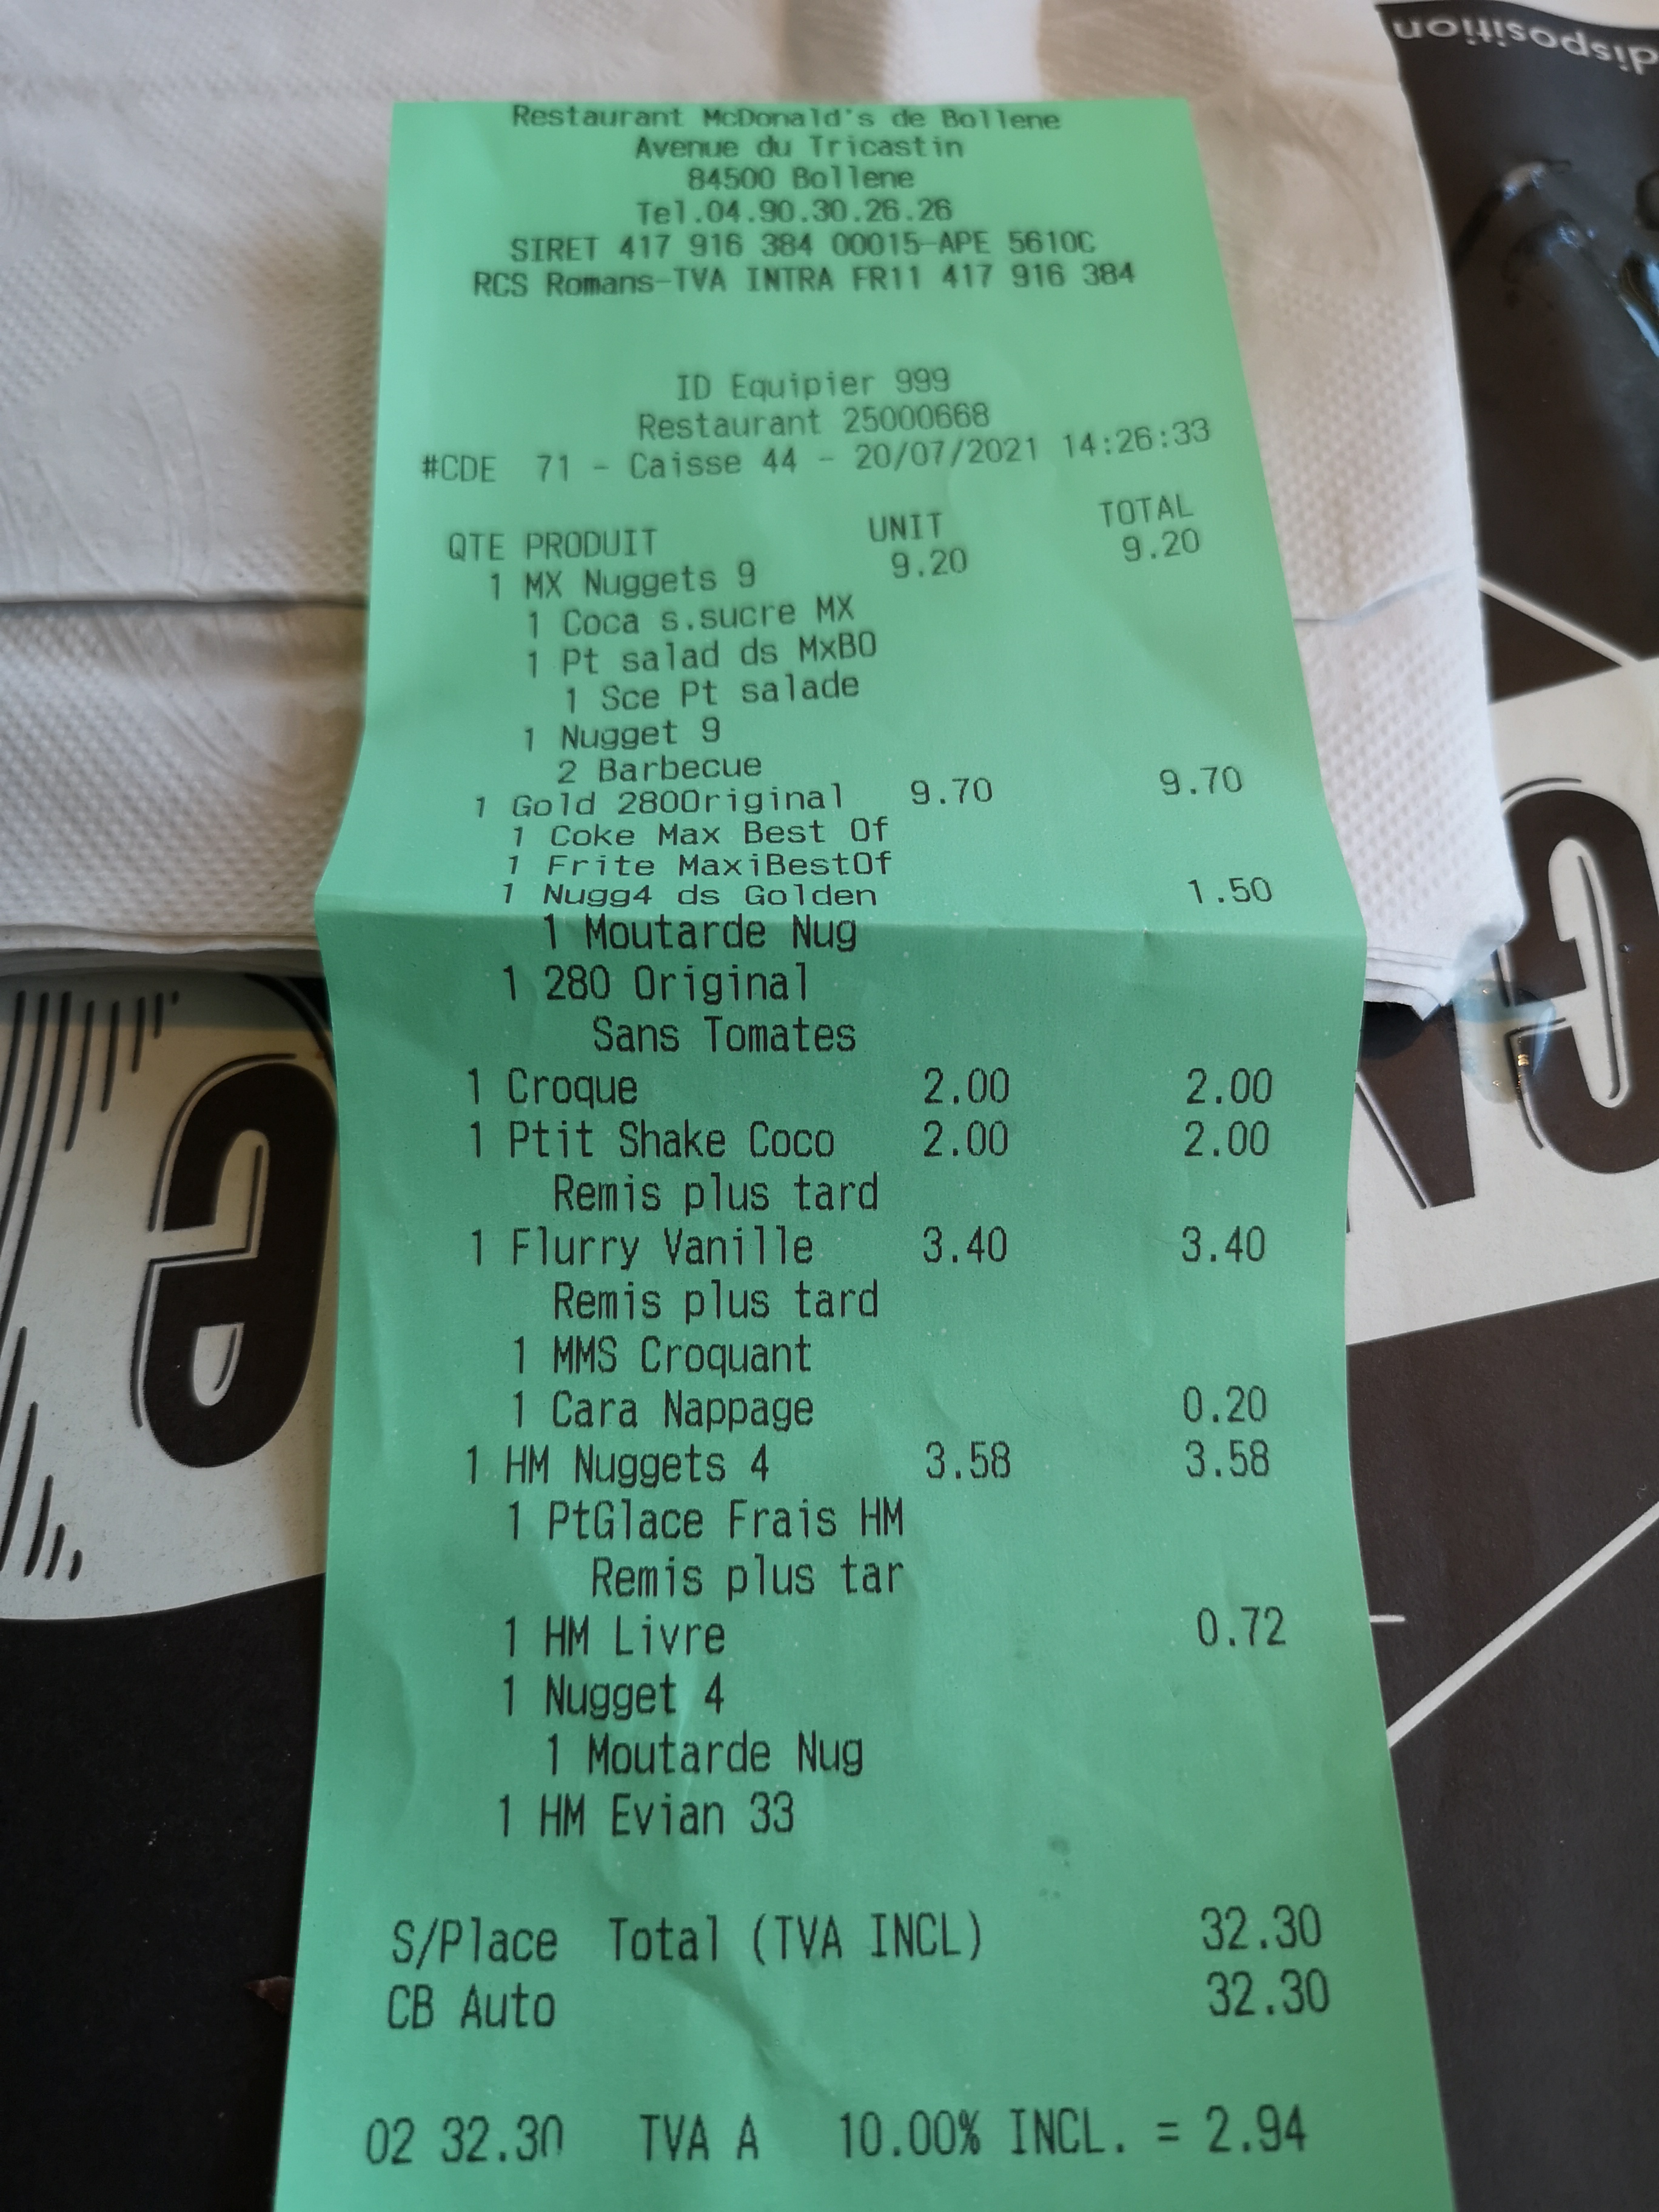 disposition
Restaurant McDonald's de Bollene
Avenue du Tricastin
84500 Bollene
Tel.04.90.30.26.26
SIRET 417 916 384 00015-APE 5610C
RCS Romans-TVA INTRA FR11 417 916 384
ID Equipier 999
Restaurant 25000668
#CDE 71 - Caisse 44 - 20/07/2021 14:26:33
QTE PRODUIT UNIT TOTAL
1 MX Nuggets 9 9.20 9.20
1 Coca s.sucre MX
1 Pt salad ds MxBO
1 Sce Pt salade
1 Nugget 9
2 Barbecue
1 Gold 280Original 9.70 9.70
1 Coke Max Best Of
1 Frite MaxiBestOf
1 Nugg4 ds Golden 1.50
1 Moutarde Nug
1 280 Original
Sans Tomates
1 Croque 2.00 2.00
1 Ptit Shake Coco 2.00 2.00
Remis plus tard
1 Flurry Vanille 3.40 3.40
Remis plus tard
1 MMS Croquant
1 Cara Nappage 0.20
1 HM Nuggets 4 3.58 3.58
1 PtGlace Frais HM
Remis plus tar
1 HM Livre 0.72
1 Nugget 4
1 Moutarde Nug
1 HM Evian 33
S/Place Total (TVA INCL) 32.30
CB Auto 32.30
02 32.30 TVA A 10.00% INCL. = 2.94